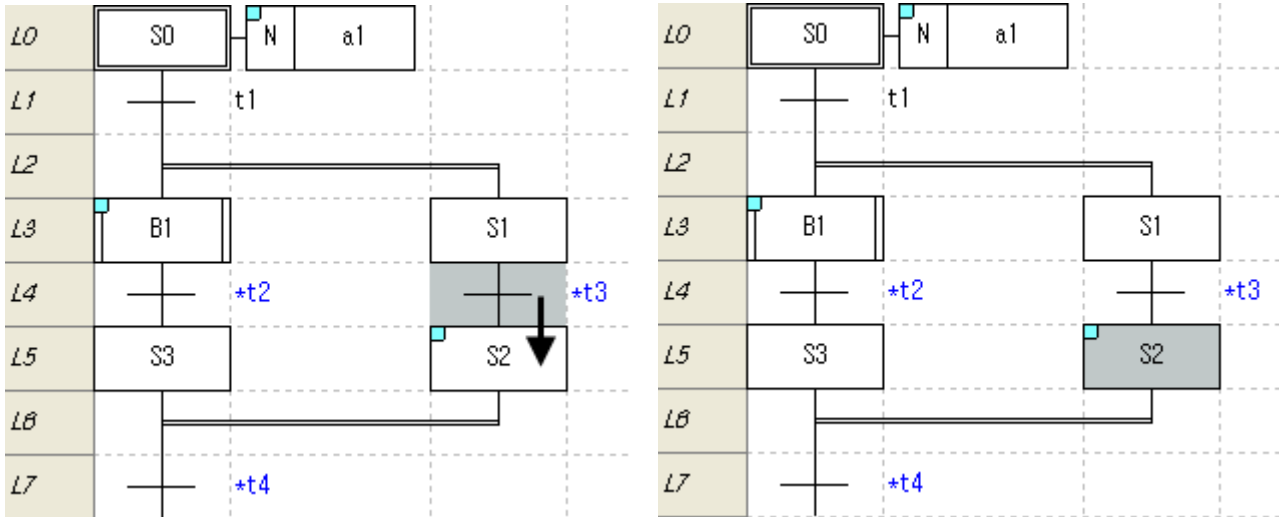 L0 S0 N a1
L1 t1
L2
L3 B1 S1
L4 *t2 *t3
L5 S3 S2
L6
L7 *t4
L0 S0 N a1
L1 t1
L2
L3 B1 S1
L4 *t2 *t3
L5 S3 S2
L6
L7 *t4